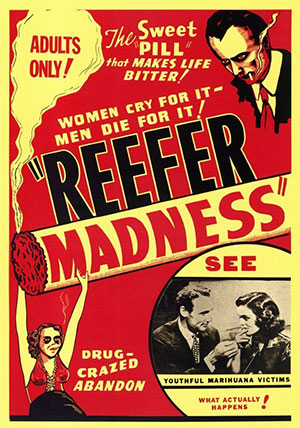 ADULTS
ONLY!
The Sweet
"PILL"
that MAKES LIFE
BITTER!
WOMEN CRY FOR IT-
MEN DIE FOR IT!
"REEFER
MADNESS"
SEE
DRUG-
CRAZED
ABANDON
YOUTHFUL MARIHUANA VICTIMS
WHAT ACTUALLY
HAPPENS!